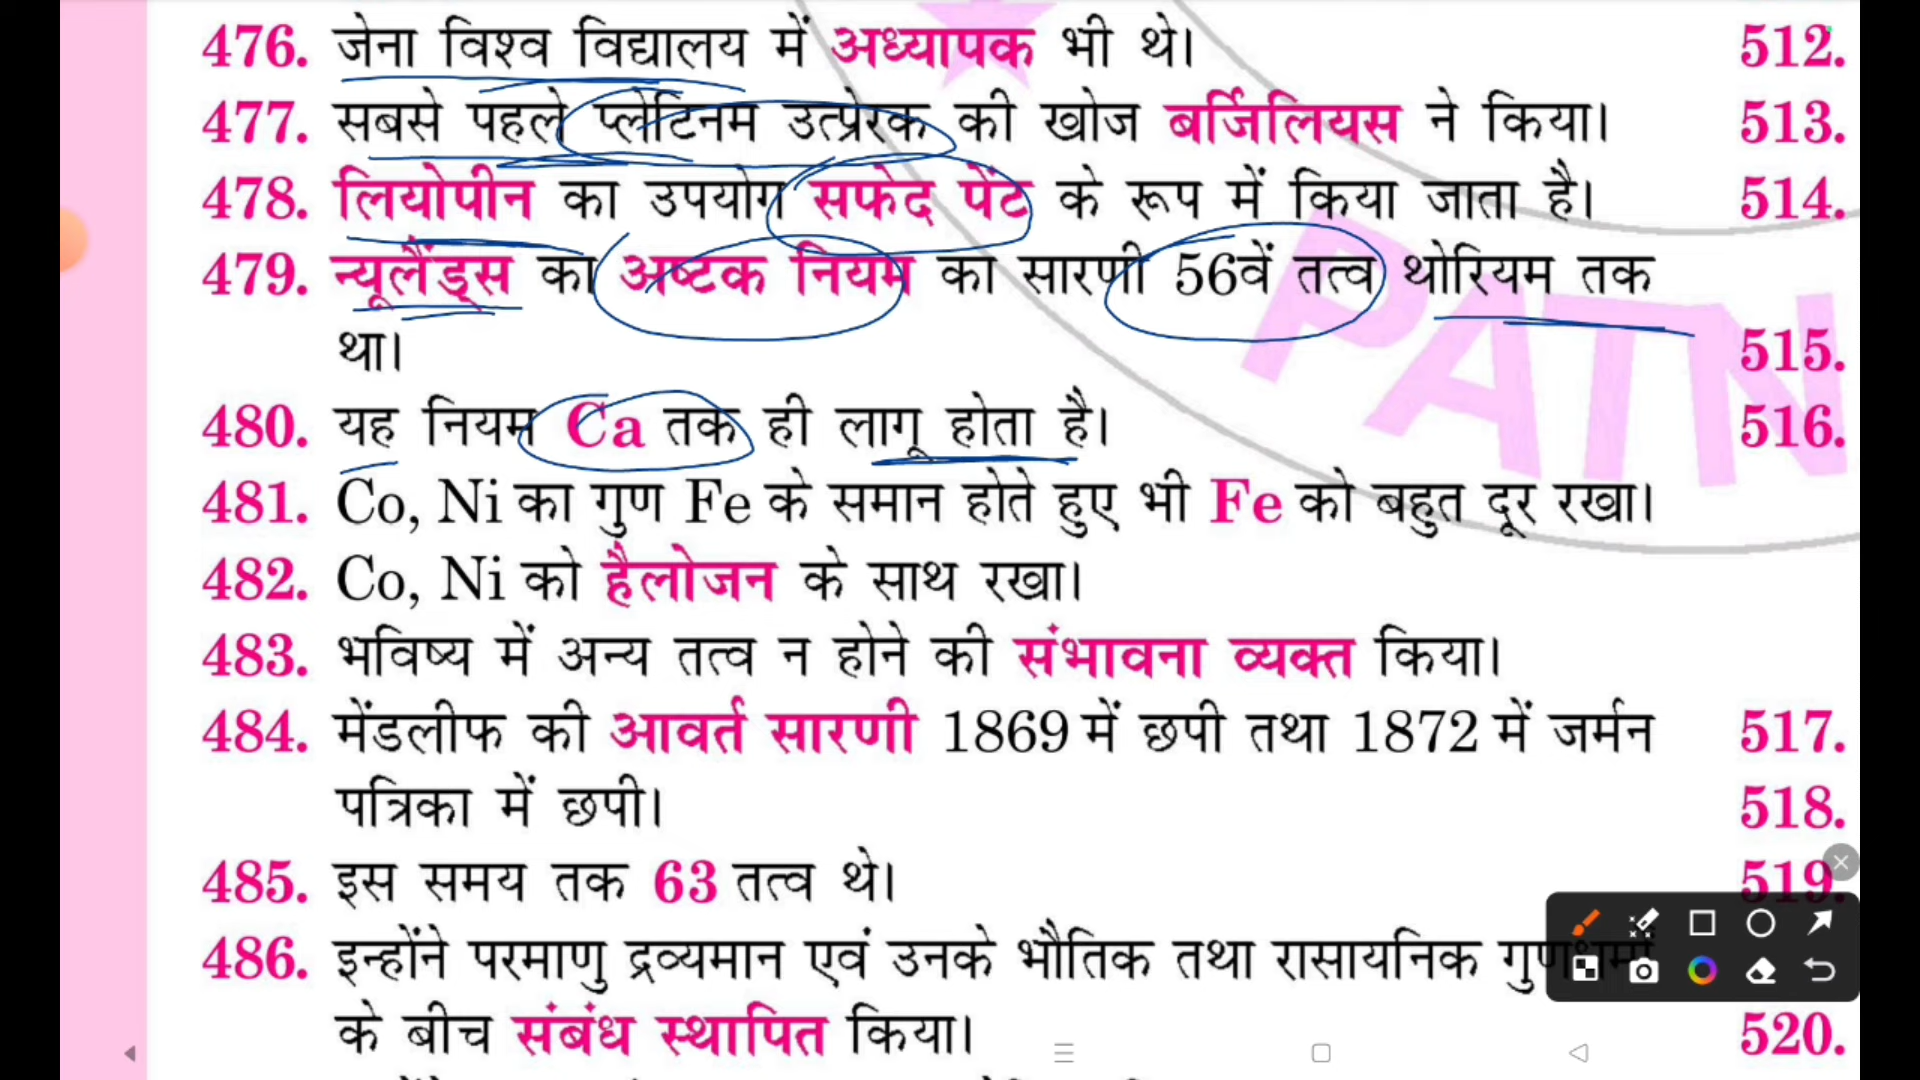 476. जेना विश्व विद्यालय में अध्यापक भी थे।
477. सबसे पहले प्लेटिनम उत्प्रेरक की खोज बर्जिलियस ने किया।
478. लियोपीन का उपयोग सफेद पेंट के रूप में किया जाता है।
479. न्यूलैंड्स का अष्टक नियम का सारणी 56वें तत्व थोरियम तक
था।
480. यह नियम Ca तक ही लागू होता है।
481. Co, Ni का गुण Fe के समान होते हुए भी Fe को बहुत दूर रखा।
482. Co, Ni को हैलोजन के साथ रखा।
483. भविष्य में अन्य तत्व न होने की संभावना व्यक्त किया।
484. मेंडलीफ की आवर्त सारणी 1869 में छपी तथा 1872 में जर्मन
पत्रिका में छपी।
485. इस समय तक 63 तत्व थे।
486. इन्होंने परमाणु द्रव्यमान एवं उनके भौतिक तथा रासायनिक
के बीच संबंध स्थापित किया।
512.
513.
514.
515.
516.
517.
518.
519.
520.
PATN